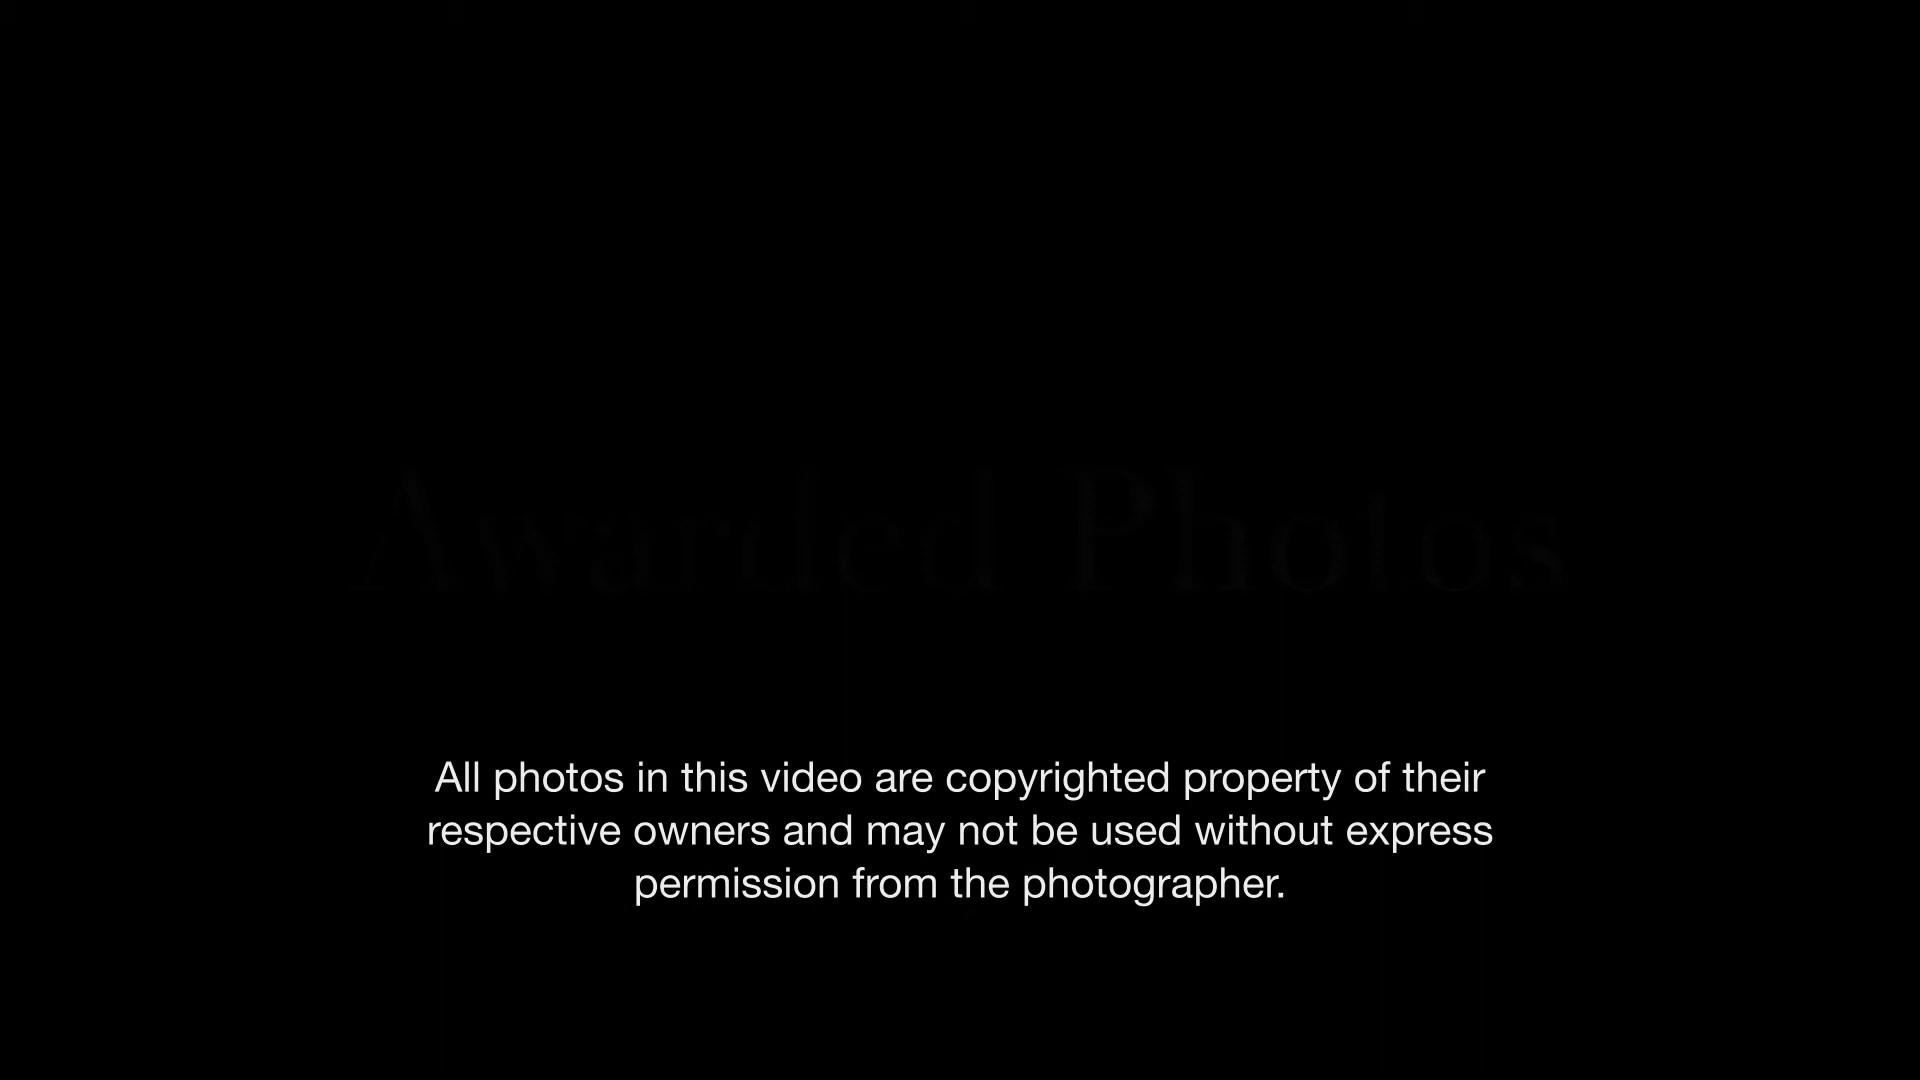 Awarded Photos
All photos in this video are copyrighted property of their
respective owners and may not be used without express
permission from the photographer.